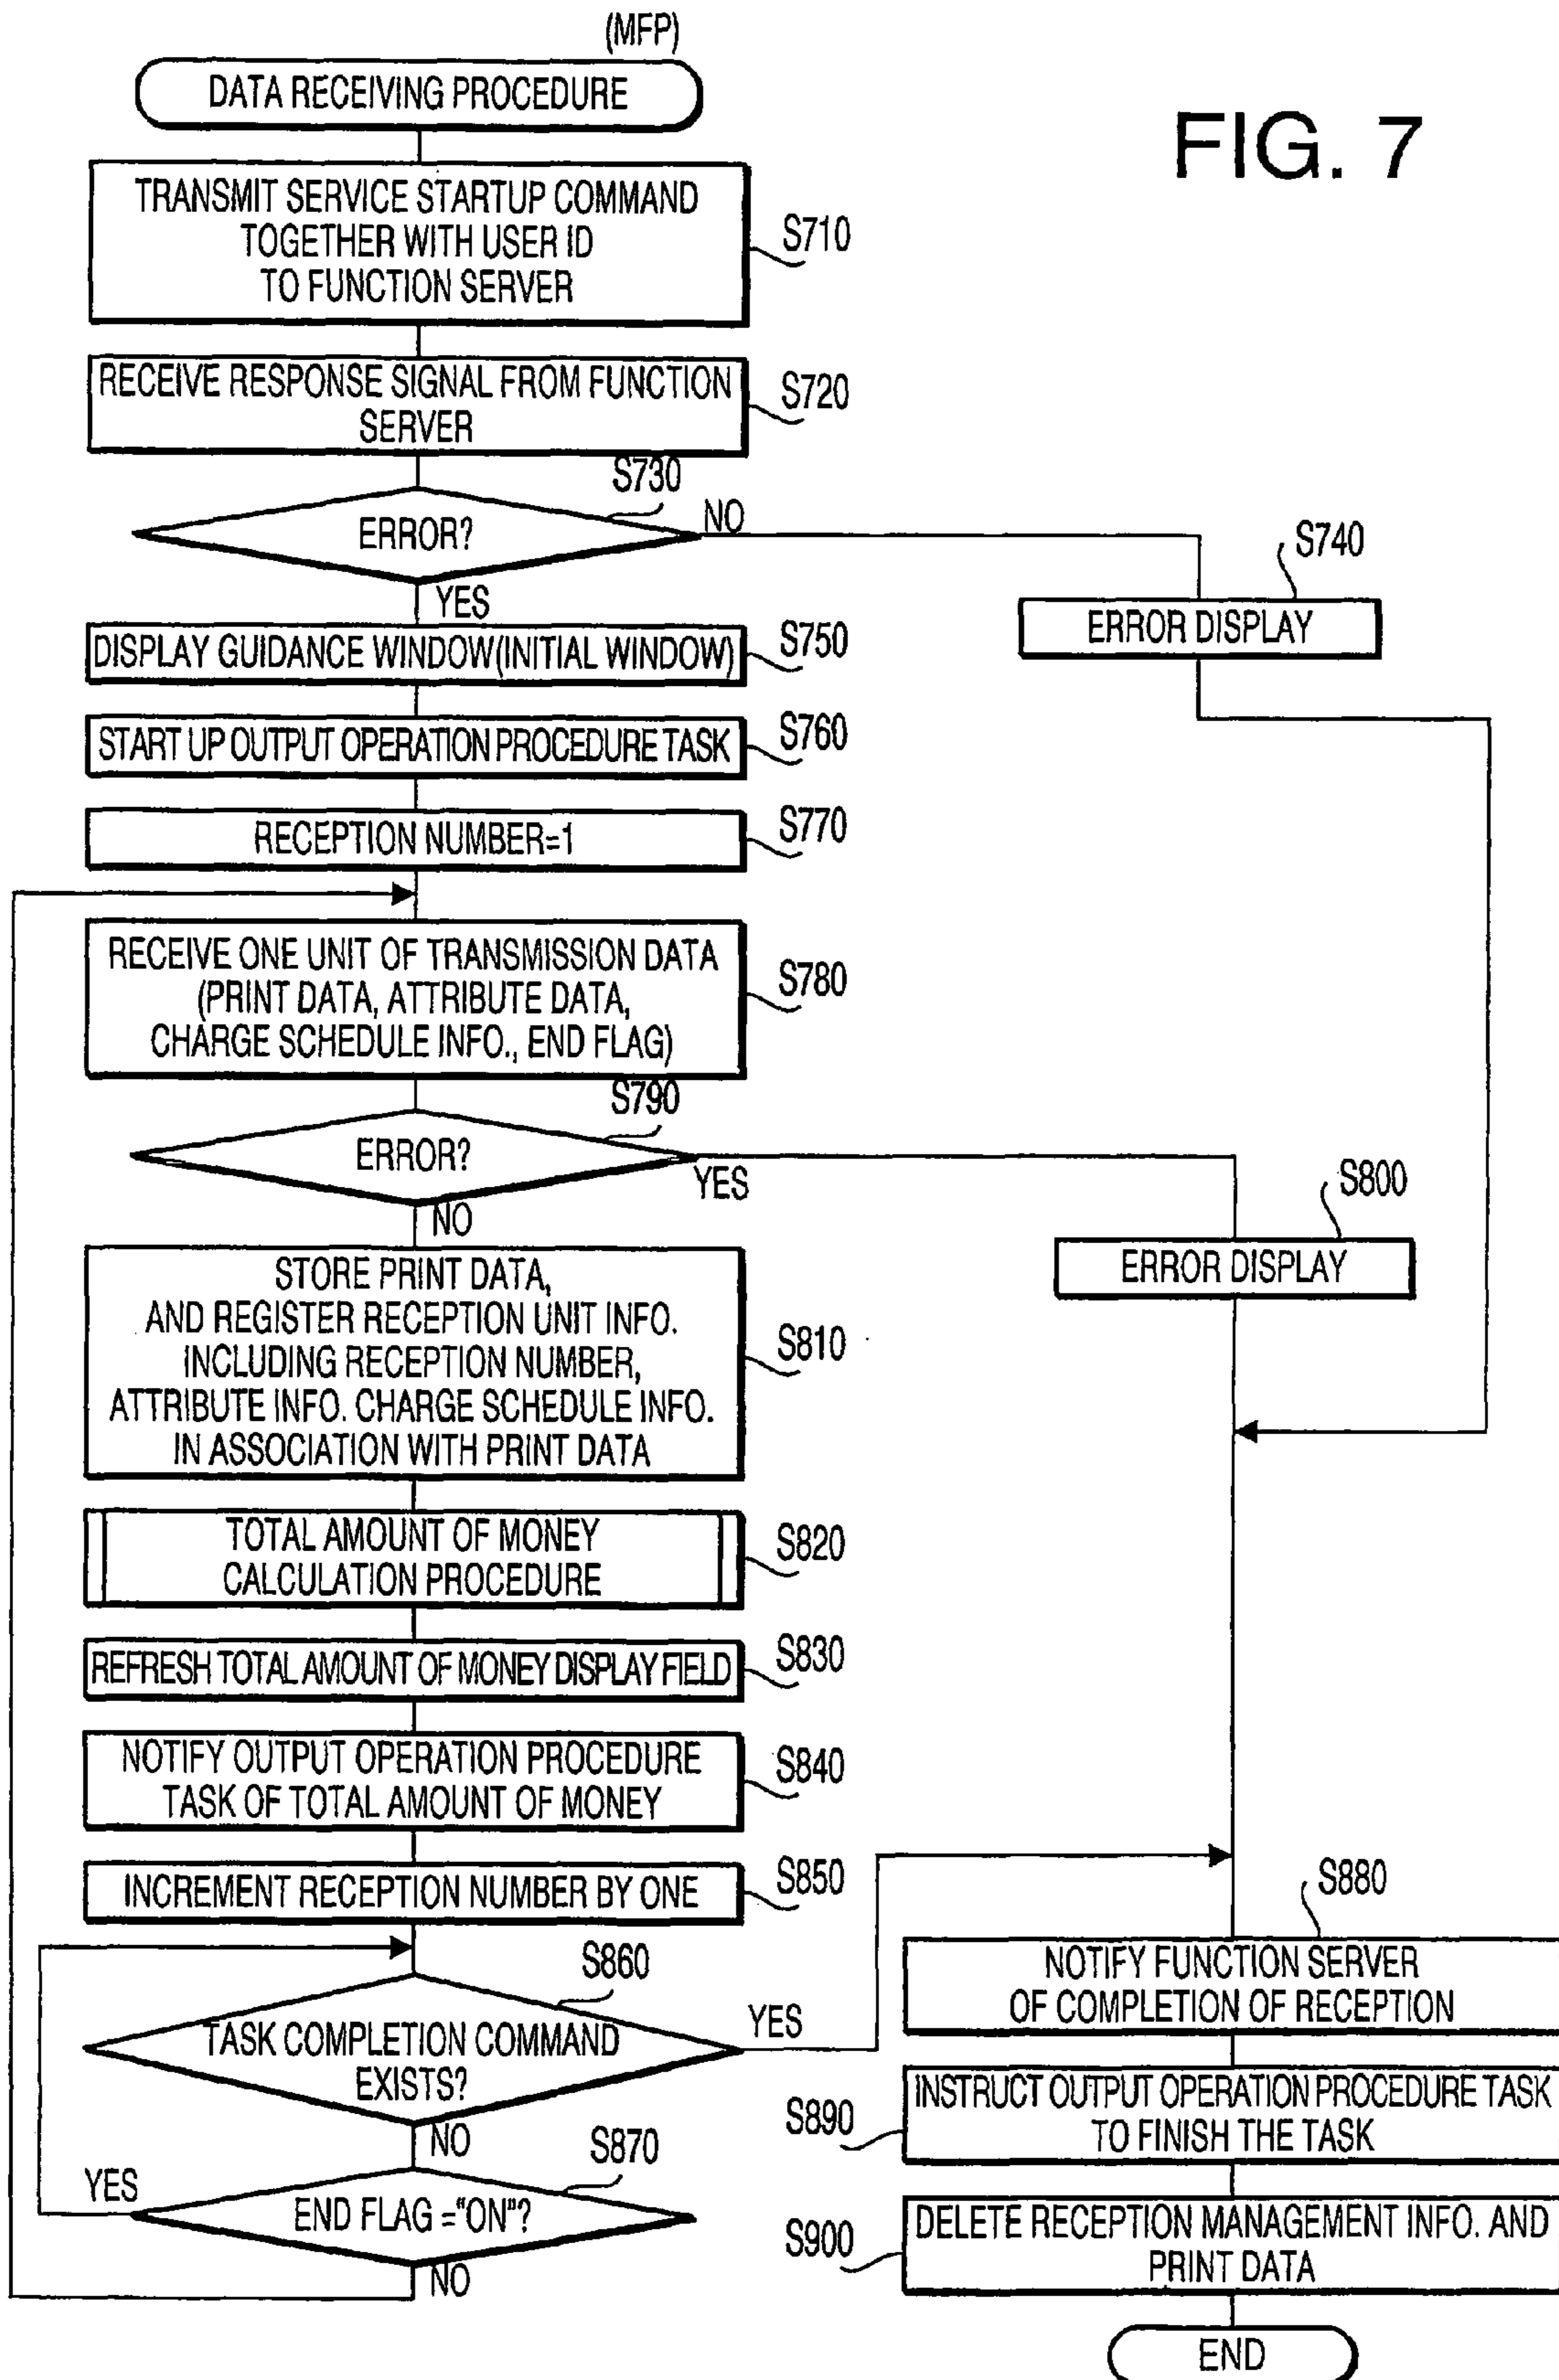 (MFP)
DATA RECEIVING PROCEDURE
FIG. 7
TRANSMIT SERVICE STARTUP COMMAND
TOGETHER WITH USER ID
TO FUNCTION SERVER
S710
RECEIVE RESPONSE SIGNAL FROM FUNCTION
SERVER
S720
S730
ERROR?
NO
YES
S740
ERROR DISPLAY
DISPLAY GUIDANCE WINDOW(INITIAL WINDOW)
S750
START UP OUTPUT OPERATION PROCEDURE TASK
S760
RECEPTION NUMBER=1
S770
RECEIVE ONE UNIT OF TRANSMISSION DATA
(PRINT DATA, ATTRIBUTE DATA,
CHARGE SCHEDULE INFO., END FLAG)
S780
S790
ERROR?
YES
NO
S800
ERROR DISPLAY
STORE PRINT DATA,
AND REGISTER RECEPTION UNIT INFO.
INCLUDING RECEPTION NUMBER,
ATTRIBUTE INFO. CHARGE SCHEDULE INFO.
IN ASSOCIATION WITH PRINT DATA
S810
TOTAL AMOUNT OF MONEY
CALCULATION PROCEDURE
S820
REFRESH TOTAL AMOUNT OF MONEY DISPLAY FIELD
S830
NOTIFY OUTPUT OPERATION PROCEDURE
TASK OF TOTAL AMOUNT OF MONEY
S840
INCREMENT RECEPTION NUMBER BY ONE
S850
S860
TASK COMPLETION COMMAND
EXISTS?
YES
NO
S870
END FLAG ="ON"?
YES
NO
S880
NOTIFY FUNCTION SERVER
OF COMPLETION OF RECEPTION
S890
INSTRUCT OUTPUT OPERATION PROCEDURE TASK
TO FINISH THE TASK
S900
DELETE RECEPTION MANAGEMENT INFO. AND
PRINT DATA
END